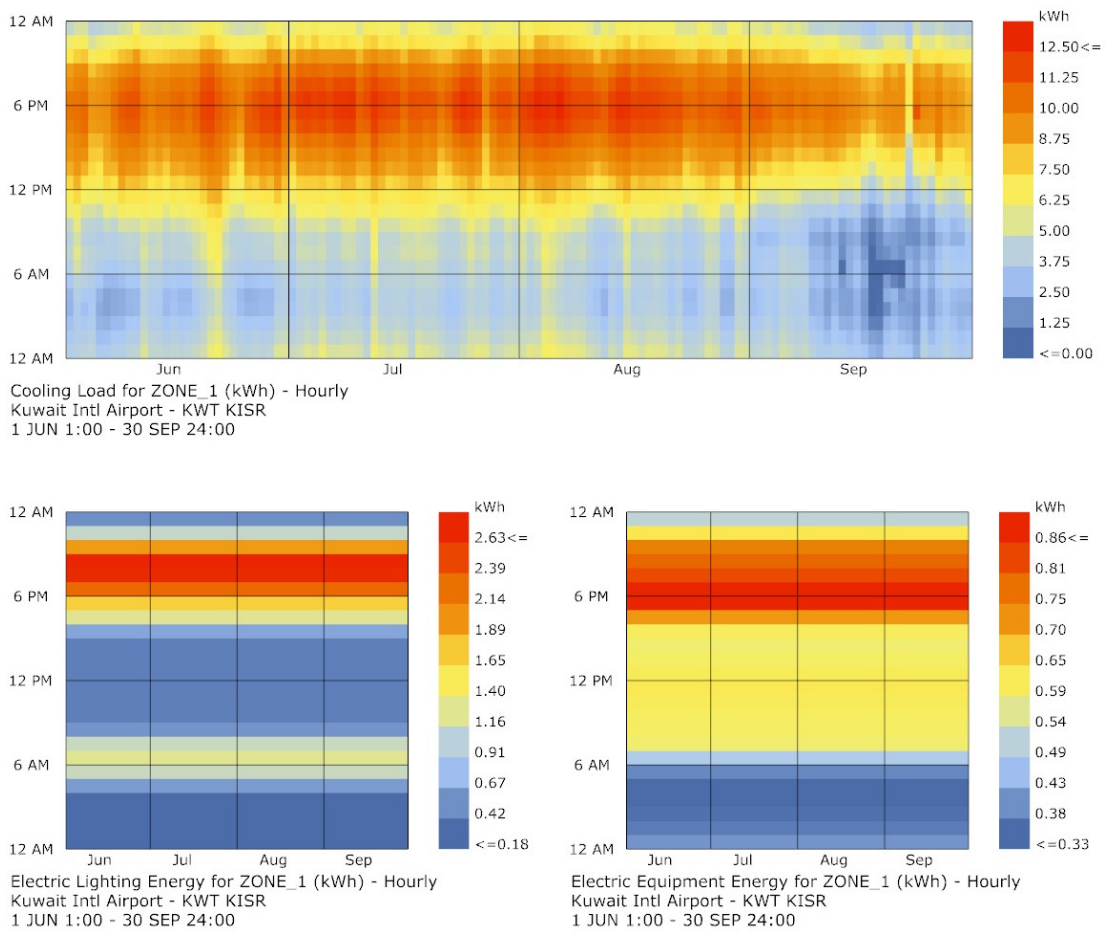 12 AM
6 PM
12 PM
6 AM
12 AM
Jun
Jul
Aug
Sep
kWh
12.50<=
11.25
10.00
8.75
7.50
6.25
5.00
3.75
2.50
1.25
<=0.00
Cooling Load for ZONE_1 (kWh) - Hourly
Kuwait Intl Airport - KWT KISR
1 JUN 1:00 - 30 SEP 24:00
12 AM
6 PM
12 PM
6 AM
12 AM
Jun
Jul
Aug
Sep
kWh
2.63<=
2.39
2.14
1.89
1.65
1.40
1.16
0.91
0.67
0.42
<=0.18
Electric Lighting Energy for ZONE_1 (kWh) - Hourly
Kuwait Intl Airport - KWT KISR
1 JUN 1:00 - 30 SEP 24:00
12 AM
6 PM
12 PM
6 AM
12 AM
Jun
Jul
Aug
Sep
kWh
0.86<=
0.81
0.75
0.70
0.65
0.59
0.54
0.49
0.43
0.38
<=0.33
Electric Equipment Energy for ZONE_1 (kWh) - Hourly
Kuwait Intl Airport - KWT KISR
1 JUN 1:00 - 30 SEP 24:00